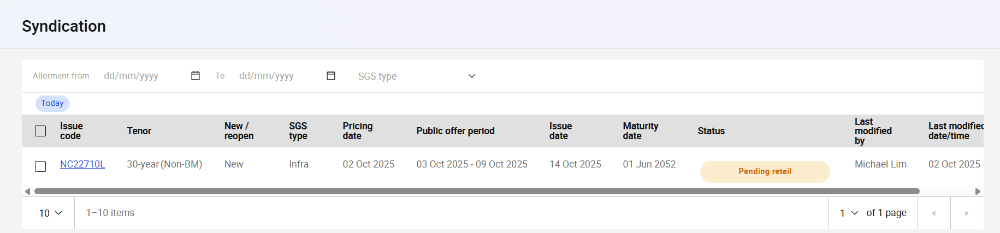 Syndication
Allotment from dd/mm/yyyy To dd/mm/yyyy SGS type
Today
Issue code Tenor New / reopen SGS type Pricing date Public offer period Issue date Maturity date Status Last modified by Last modified date/time
NC22710L 30-year (Non-BM) New Infra 02 Oct 2025 03 Oct 2025 - 09 Oct 2025 14 Oct 2025 01 Jun 2052 Pending retail Michael Lim 02 Oct 2025
10 1–10 items 1 of 1 page